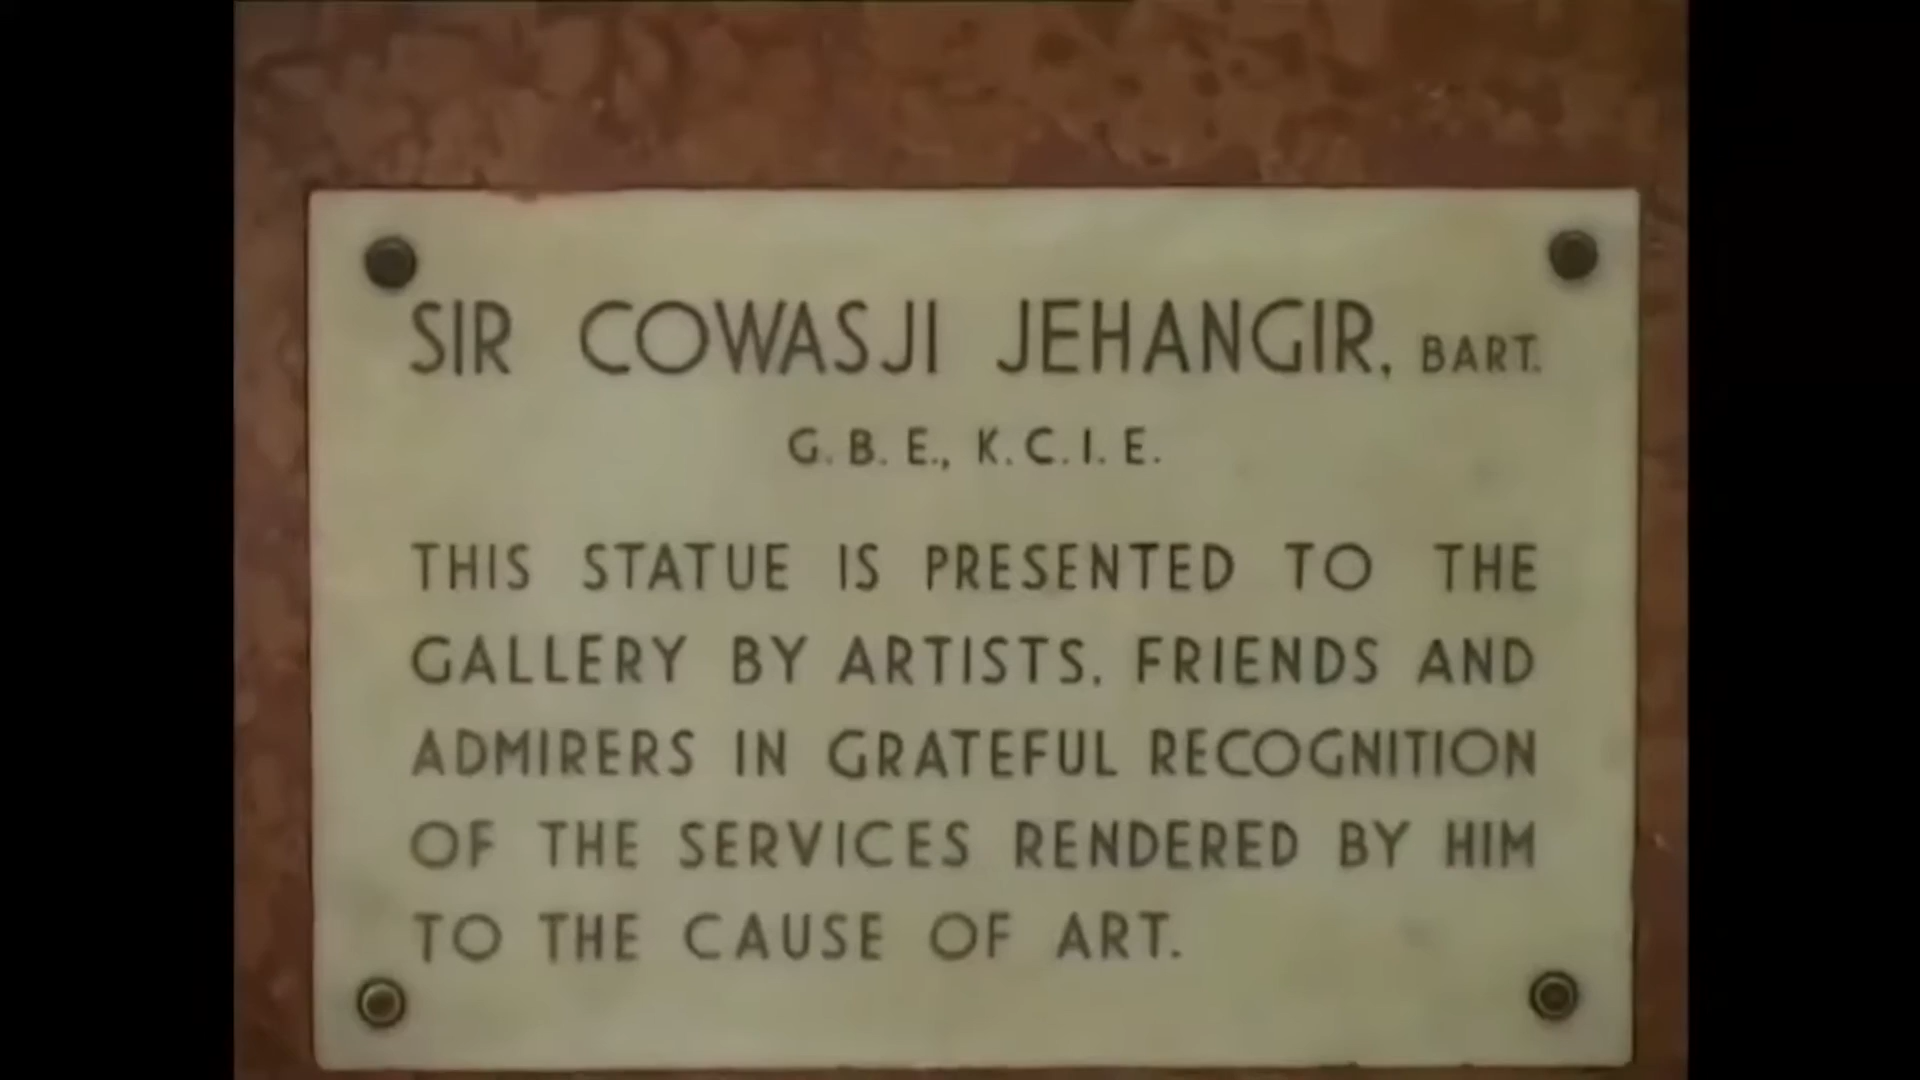 SIR COWASJI JEHANGIR, BART.
G. B. E., K. C. I. E.
THIS STATUE IS PRESENTED TO THE
GALLERY BY ARTISTS, FRIENDS AND
ADMIRERS IN GRATEFUL RECOGNITION
OF THE SERVICES RENDERED BY HIM
TO THE CAUSE OF ART.